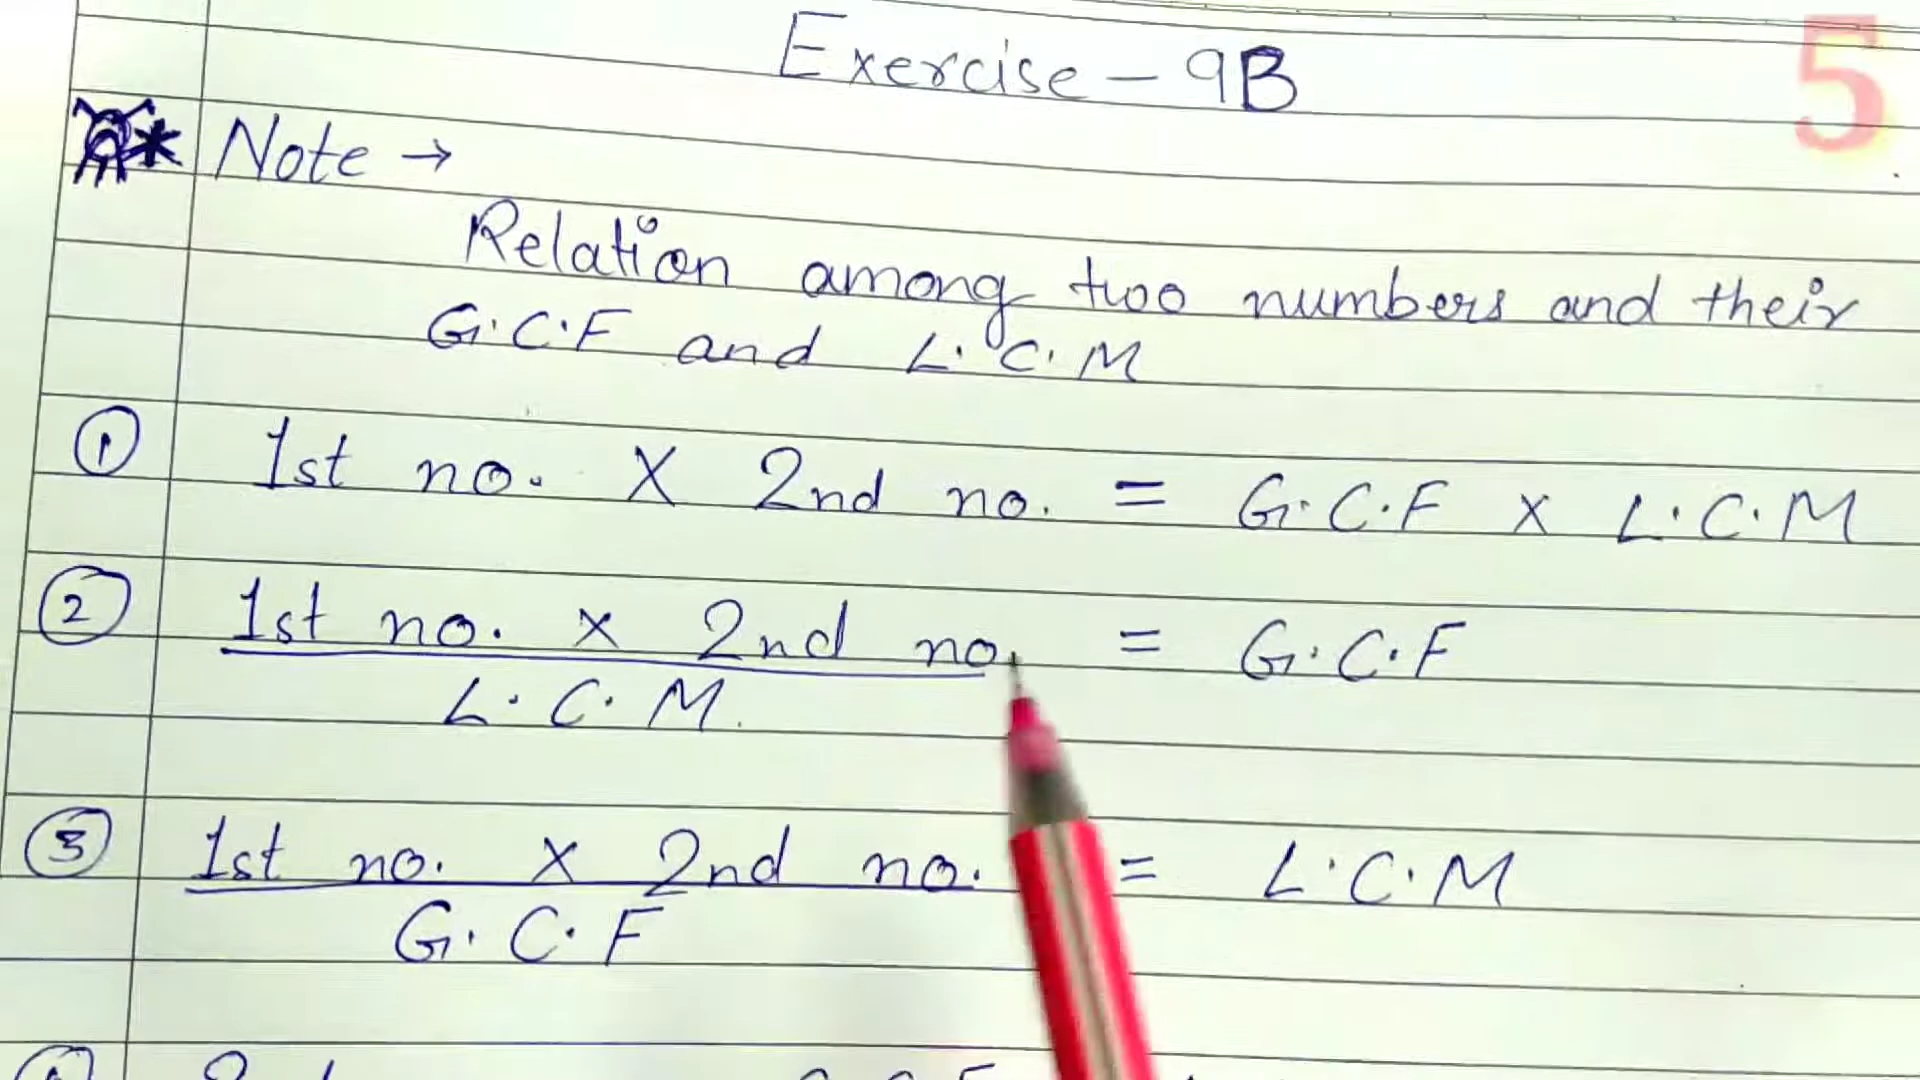 Exercise - 9B
5
* Note →
Relation among two numbers and their
G.C.F and L.C.M
① 1st no. X 2nd no. = G.C.F x L.C.M
② 1st no. x 2nd no. = G.C.F
L.C.M.
③ 1st no. x 2nd no. = L.C.M
G.C.F